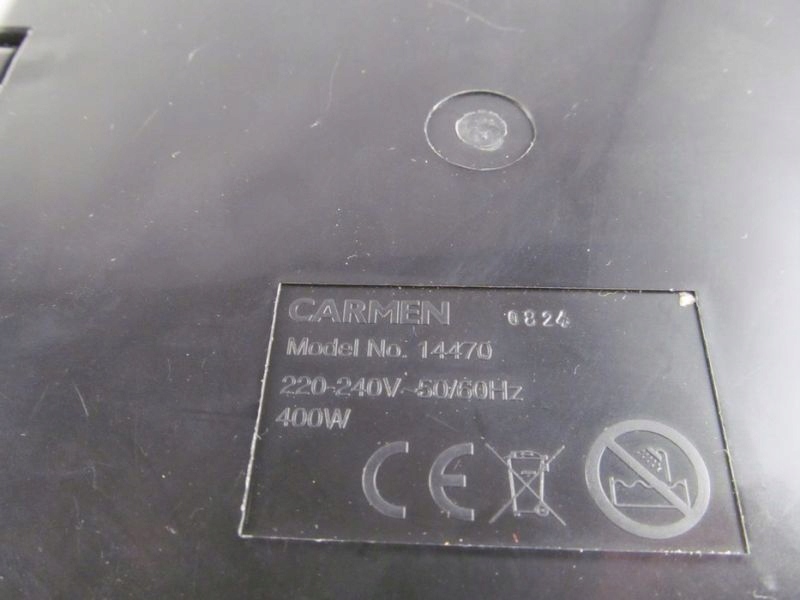 CARMEN 0824
Model No. 14470
220-240V~50/60Hz
400W
CE